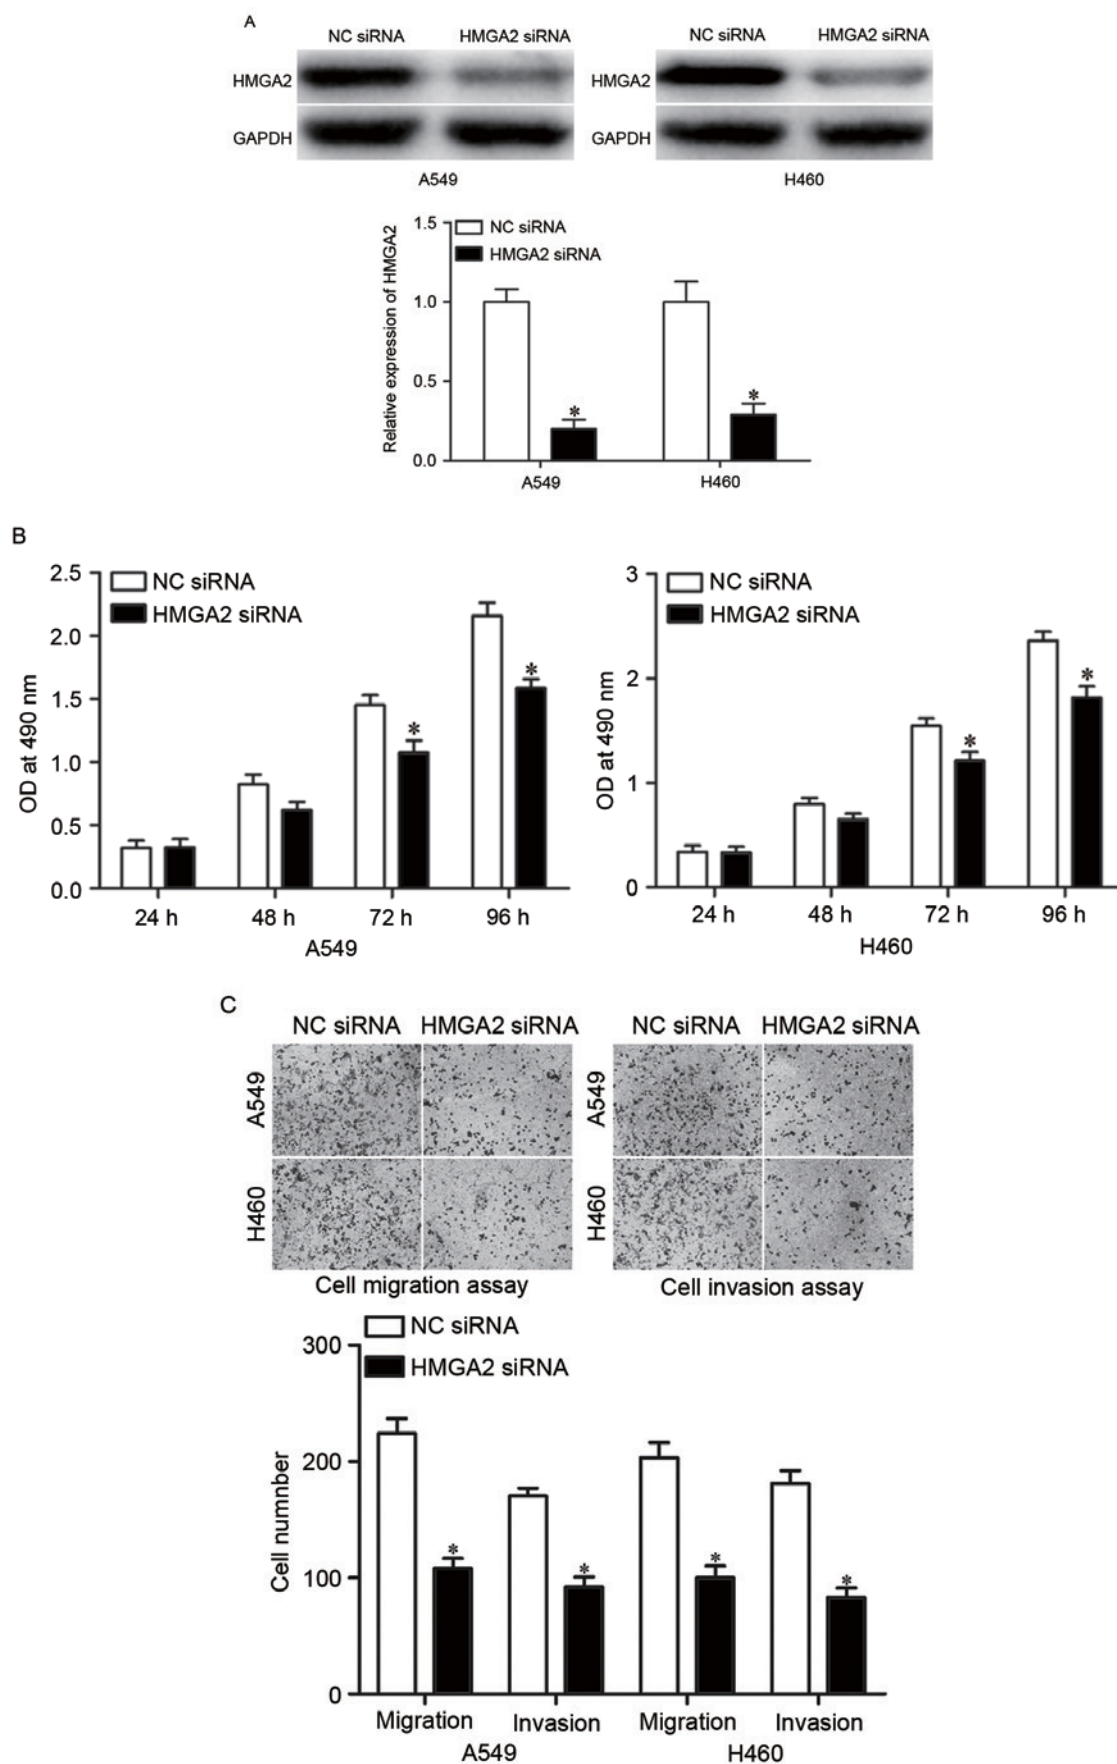 A
NC siRNA HMGA2 siRNA NC siRNA HMGA2 siRNA
HMGA2 HMGA2
GAPDH GAPDH
A549 H460
Relative expression of HMGA2
1.5
1.0
0.5
0.0
NC siRNA
HMGA2 siRNA
*
*
A549 H460
B
OD at 490 nm
2.5
2.0
1.5
1.0
0.5
0.0
NC siRNA
HMGA2 siRNA
*
*
24 h 48 h 72 h 96 h
A549
OD at 490 nm
3
2
1
0
NC siRNA
HMGA2 siRNA
*
*
24 h 48 h 72 h 96 h
H460
C
NC siRNA HMGA2 siRNA NC siRNA HMGA2 siRNA
A549 A549
H460 H460
Cell migration assay Cell invasion assay
Cell numnber
300
200
100
0
NC siRNA
HMGA2 siRNA
* * * *
Migration Invasion Migration Invasion
A549 H460